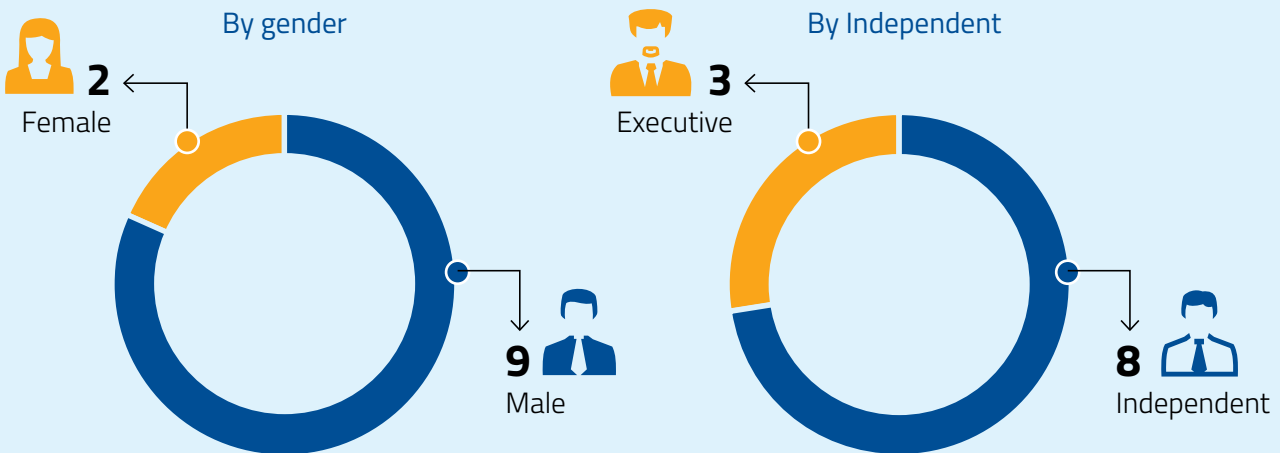 By gender
2
Female
9
Male
By Independent
3
Executive
8
Independent